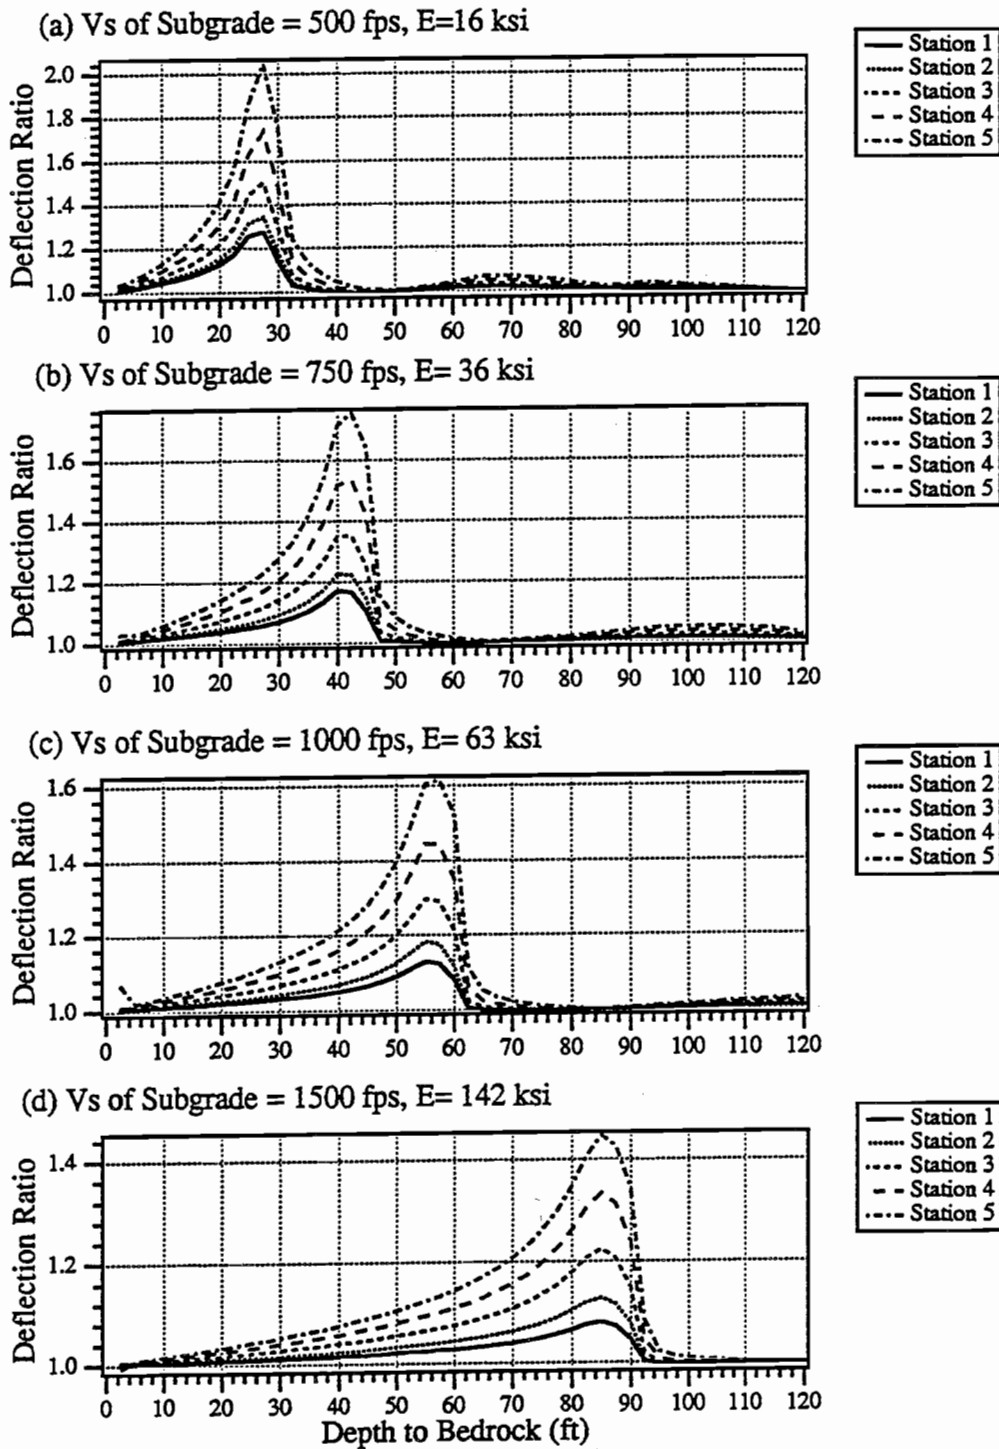 (a) Vs of Subgrade = 500 fps, E=16 ksi
Deflection Ratio
2.0
1.8
1.6
1.4
1.2
1.0
0 10 20 30 40 50 60 70 80 90 100 110 120
Station 1
Station 2
Station 3
Station 4
Station 5
(b) Vs of Subgrade = 750 fps, E= 36 ksi
Deflection Ratio
1.6
1.4
1.2
1.0
0 10 20 30 40 50 60 70 80 90 100 110 120
Station 1
Station 2
Station 3
Station 4
Station 5
(c) Vs of Subgrade = 1000 fps, E= 63 ksi
Deflection Ratio
1.6
1.4
1.2
1.0
0 10 20 30 40 50 60 70 80 90 100 110 120
Station 1
Station 2
Station 3
Station 4
Station 5
(d) Vs of Subgrade = 1500 fps, E= 142 ksi
Deflection Ratio
1.4
1.2
1.0
0 10 20 30 40 50 60 70 80 90 100 110 120
Depth to Bedrock (ft)
Station 1
Station 2
Station 3
Station 4
Station 5